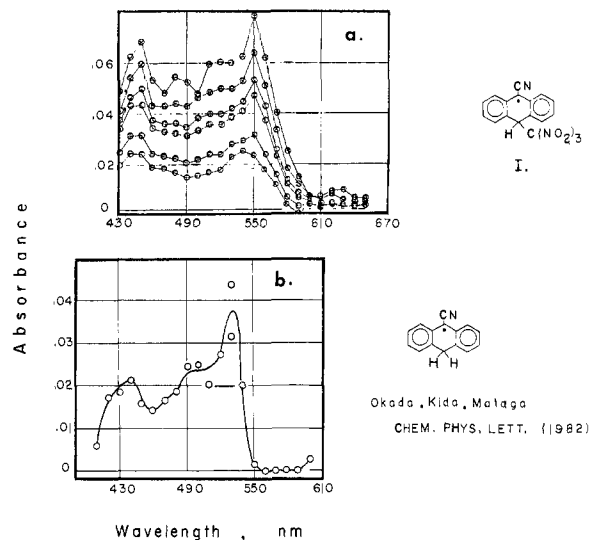 a.
.06
.04
.02
0
430
490
550
610
670
CN
H
C(NO2)3
I.
Absorbance
b.
.04
.03
.02
.01
0
430
490
550
610
CN
H H
Okada, Kida, Mataga
CHEM. PHYS. LETT. (1982)
Wavelength , nm